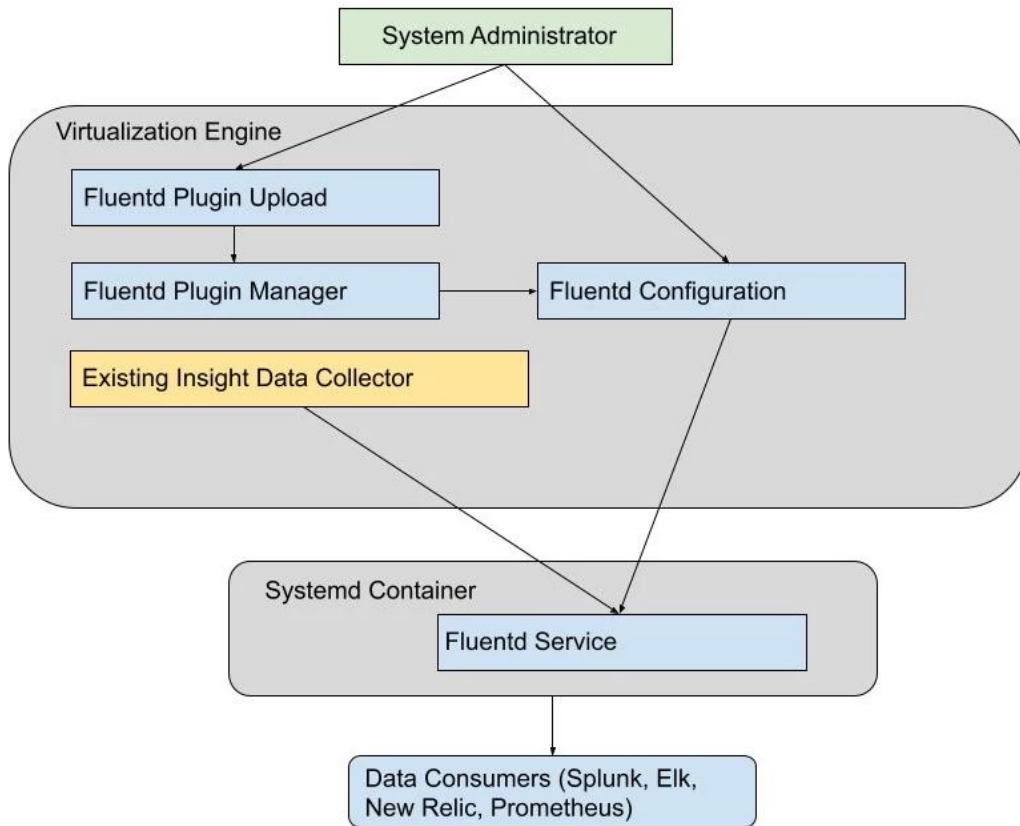 System Administrator
Virtualization Engine
Fluentd Plugin Upload
Fluentd Plugin Manager
Fluentd Configuration
Existing Insight Data Collector
Systemd Container
Fluentd Service
Data Consumers (Splunk, Elk,
New Relic, Prometheus)